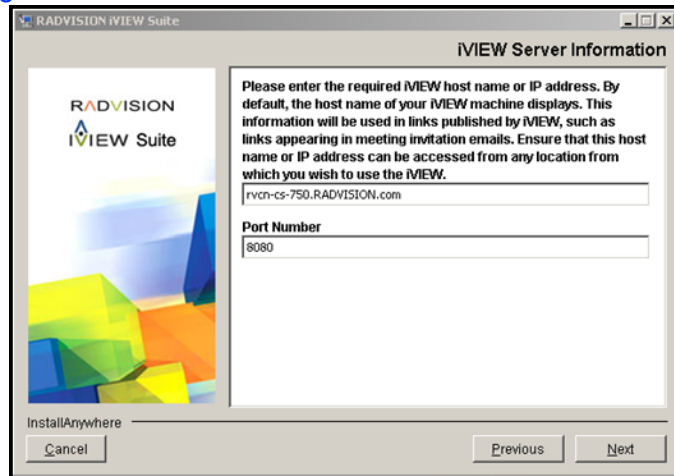 g
RADVISION iVIEW Suite
iVIEW Server Information
RADVISION
iVIEW Suite
Please enter the required iVIEW host name or IP address. By
default, the host name of your iVIEW machine displays. This
information will be used in links published by iVIEW, such as
links appearing in meeting invitation emails. Ensure that this host
name or IP address can be accessed from any location from
which you wish to use the iVIEW.
rvcn-cs-750.RADVISION.com
Port Number
8080
InstallAnywhere
Cancel
Previous
Next